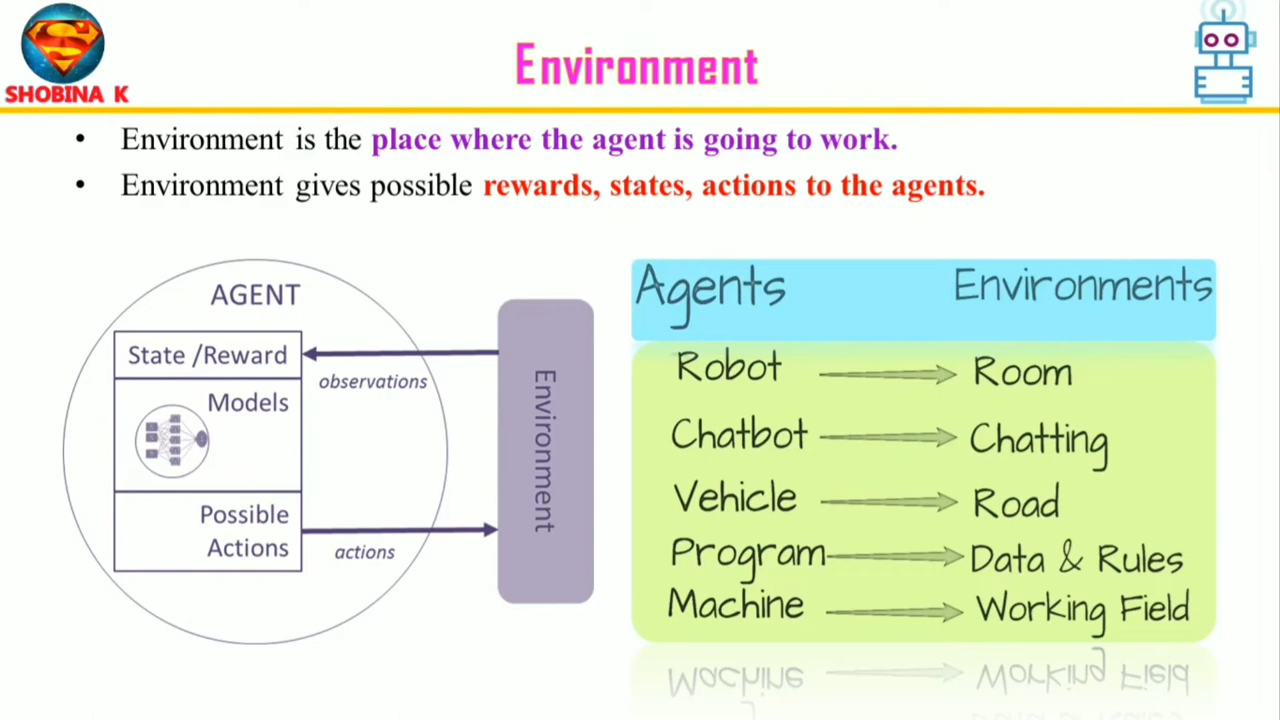 SHOBINA K
Environment
• Environment is the place where the agent is going to work.
• Environment gives possible rewards, states, actions to the agents.
AGENT
State /Reward
observations
Models
Possible
Actions
actions
Environment
Agents Environments
Robot Room
Chatbot Chatting
Vehicle Road
Program Data & Rules
Machine Working Field